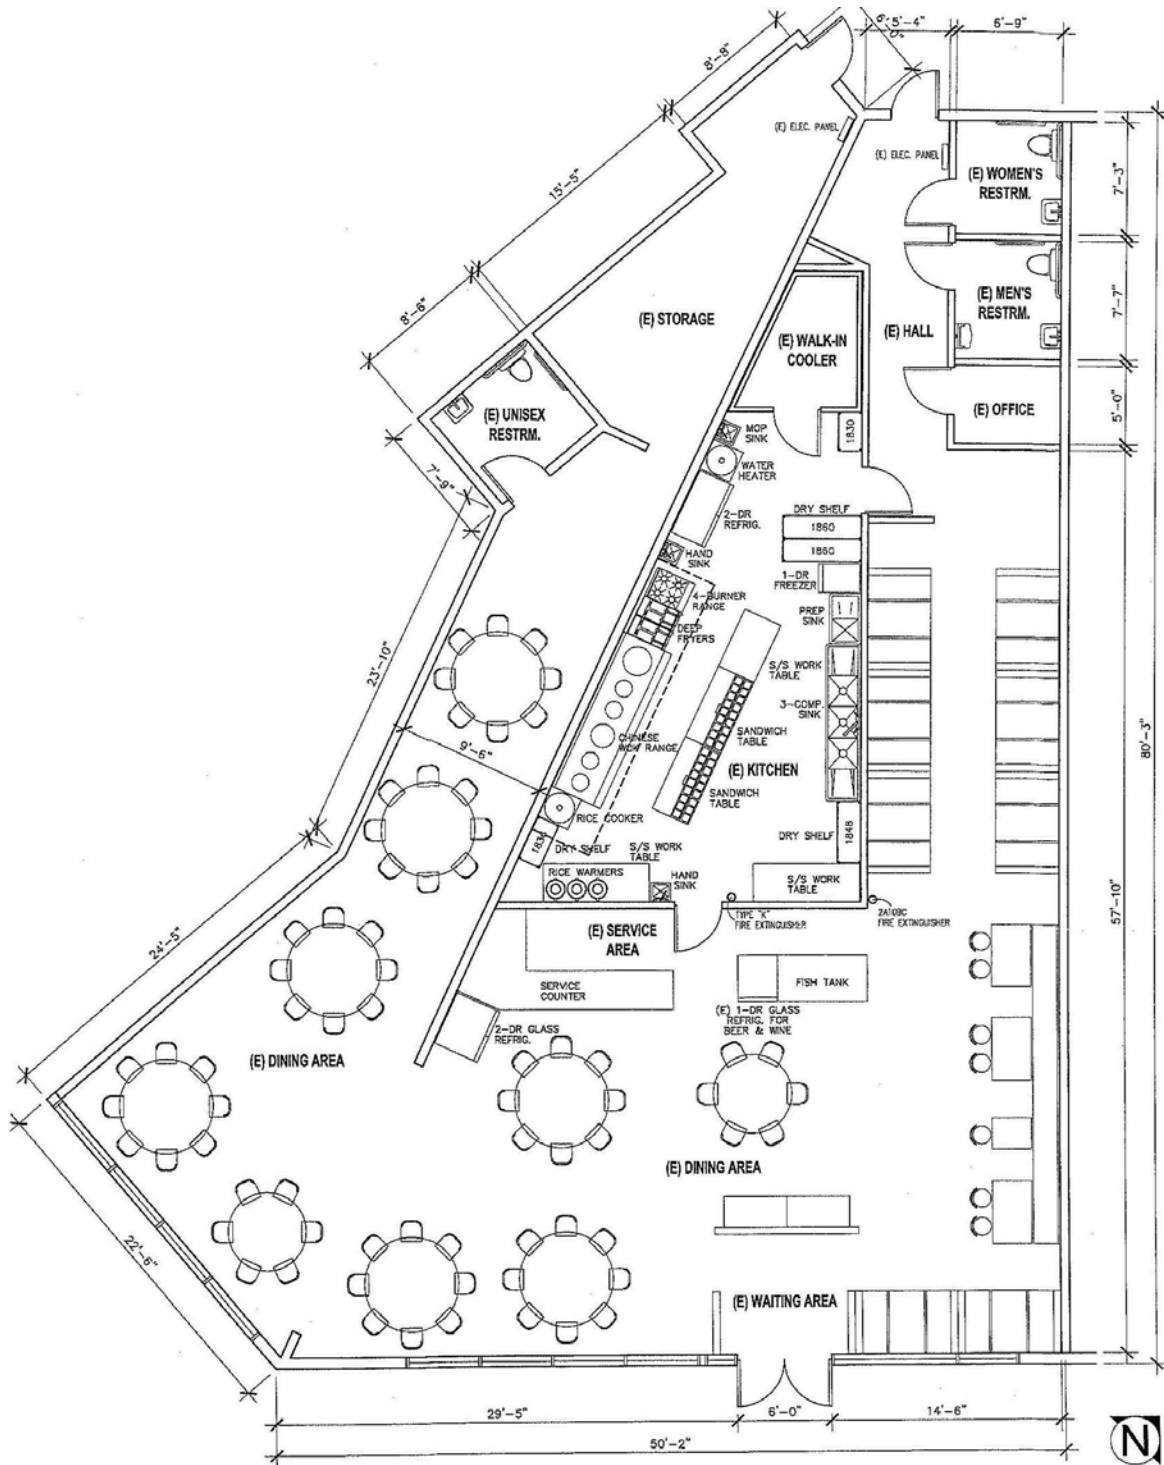 6'-0"
5'-4"
6'-9"
8'-8"
(E) ELEC. PANEL
(E) ELEC. PANEL
(E) WOMEN'S
RESTRM.
7'-3"
15'-5"
8'-6"
(E) STORAGE
(E) WALK-IN
COOLER
(E) HALL
(E) MEN'S
RESTRM.
7'-7"
(E) UNISEX
RESTRM.
(E) OFFICE
5'-0"
MOP
SINK
1830
WATER
HEATER
7'-9"
2-DR
REFRIG.
DRY SHELF
1860
1860
HAND
SINK
1-DR
FREEZER
4-BURNER
RANGE
DEEP
FRYERS
PREP
SINK
23'-10"
S/S WORK
TABLE
3-COMP.
SINK
9'-6"
CHINESE
WOK RANGE
SANDWICH
TABLE
(E) KITCHEN
SANDWICH
TABLE
80'-3"
RICE COOKER
1836
DRY SHELF
S/S WORK
TABLE
DRY SHELF
1848
RICE WARMERS
HAND
SINK
S/S WORK
TABLE
24'-5"
57'-10"
(E) SERVICE
AREA
TYPE "K"
FIRE EXTINGUISHER
2A10BC
FIRE EXTINGUISHER
SERVICE
COUNTER
FISH TANK
2-DR GLASS
REFRIG.
(E) 1-DR GLASS
REFRIG. FOR
BEER & WINE
(E) DINING AREA
(E) DINING AREA
22'-6"
(E) WAITING AREA
29'-5"
6'-0"
14'-6"
50'-2"
N